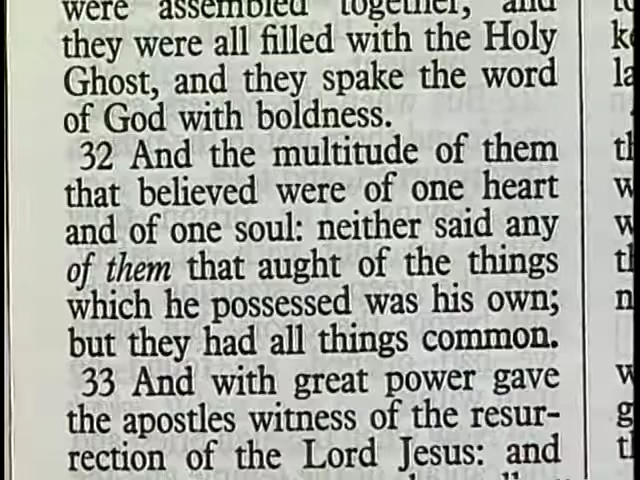 were assembled together, and
they were all filled with the Holy
Ghost, and they spake the word
of God with boldness.
32 And the multitude of them
that believed were of one heart
and of one soul: neither said any
of them that aught of the things
which he possessed was his own;
but they had all things common.
33 And with great power gave
the apostles witness of the resur-
rection of the Lord Jesus: and